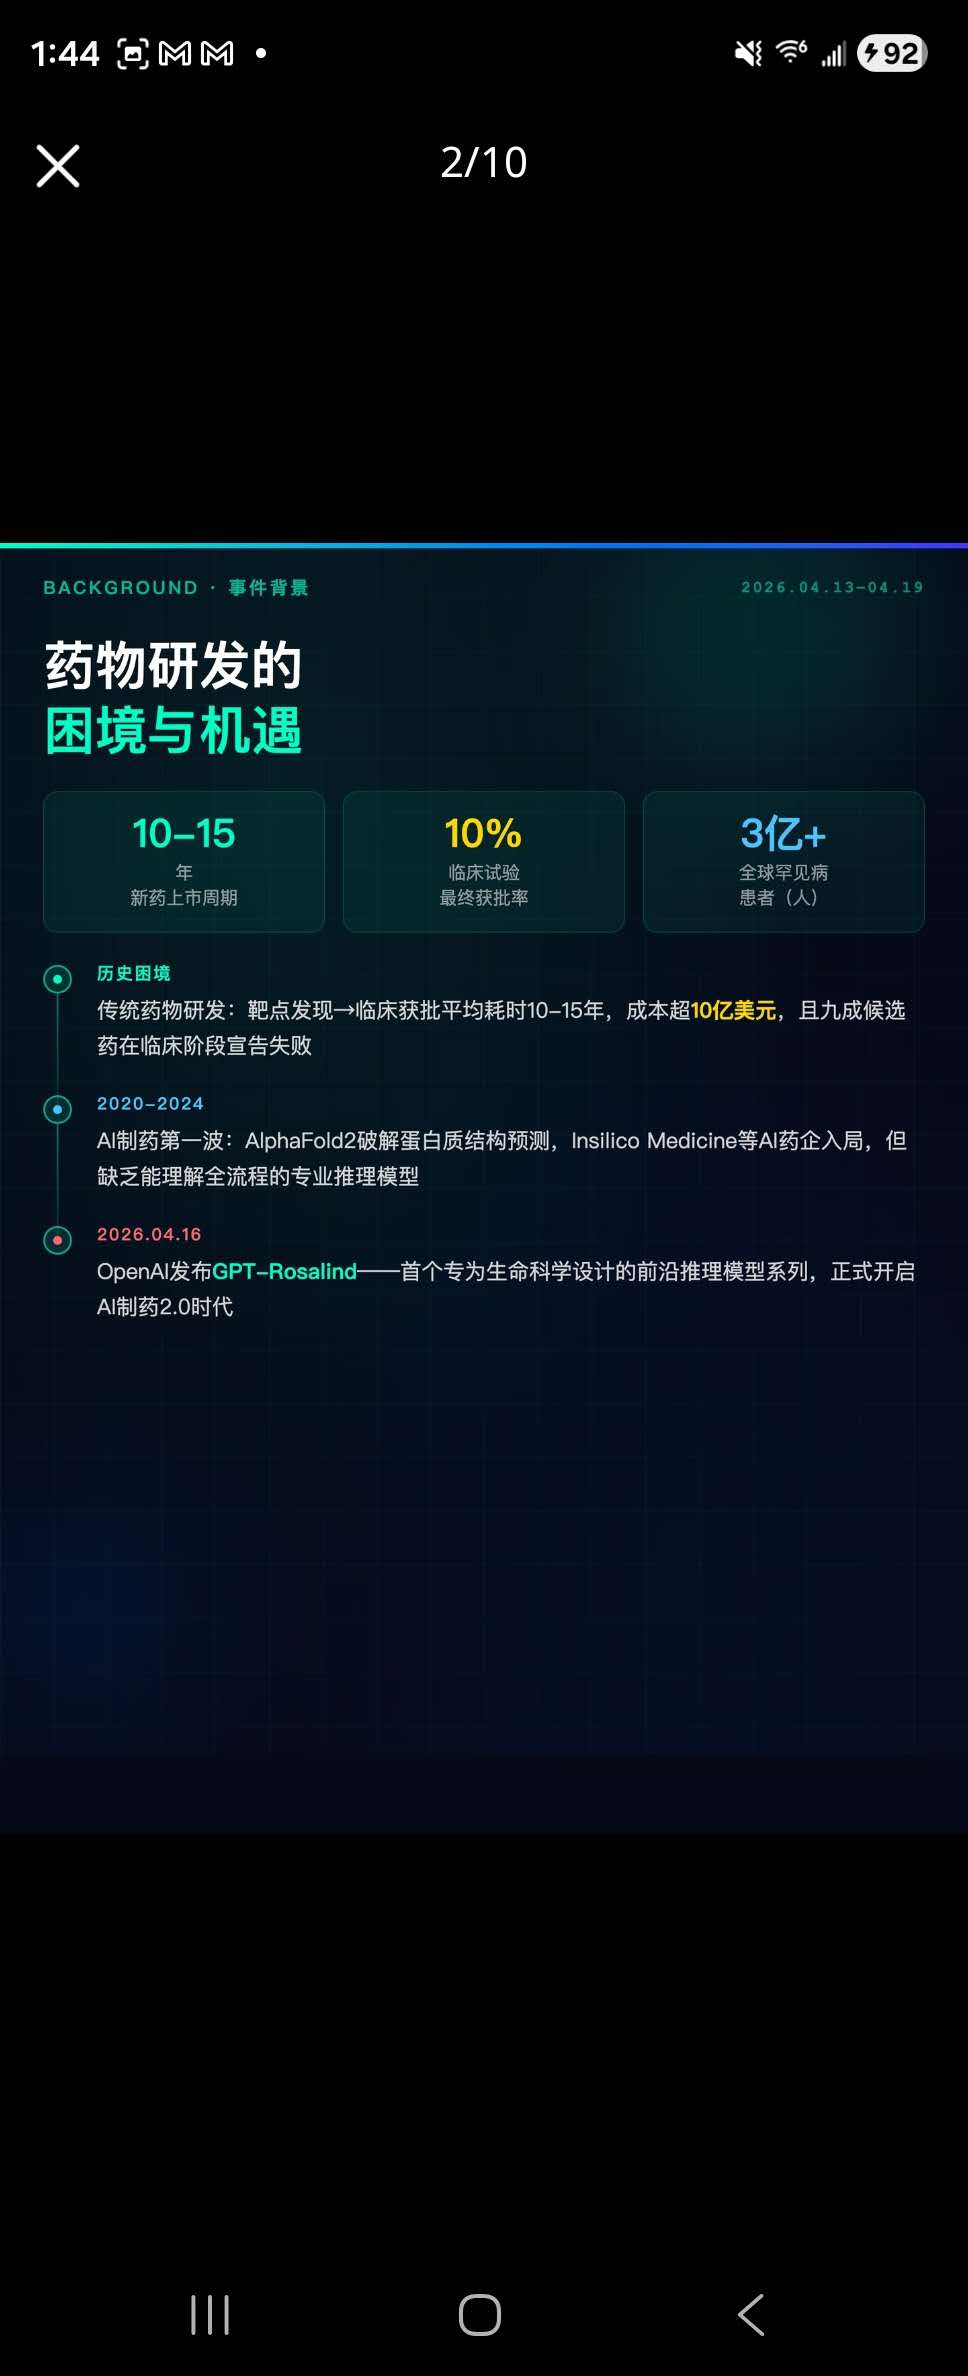 1:44
92
2/10
BACKGROUND · 事件背景
2026.04.13–04.19
药物研发的
困境与机遇
10–15
年
新药上市周期
10%
临床试验
最终获批率
3亿+
全球罕见病
患者（人）
历史困境
传统药物研发：靶点发现→临床获批平均耗时10–15年，成本超10亿美元，且九成候选
药在临床阶段宣告失败
2020–2024
AI制药第一波：AlphaFold2破解蛋白质结构预测，Insilico Medicine等AI药企入局，但
缺乏能理解全流程的专业推理模型
2026.04.16
OpenAI发布GPT–Rosalind——首个专为生命科学设计的前沿推理模型系列，正式开启
AI制药2.0时代